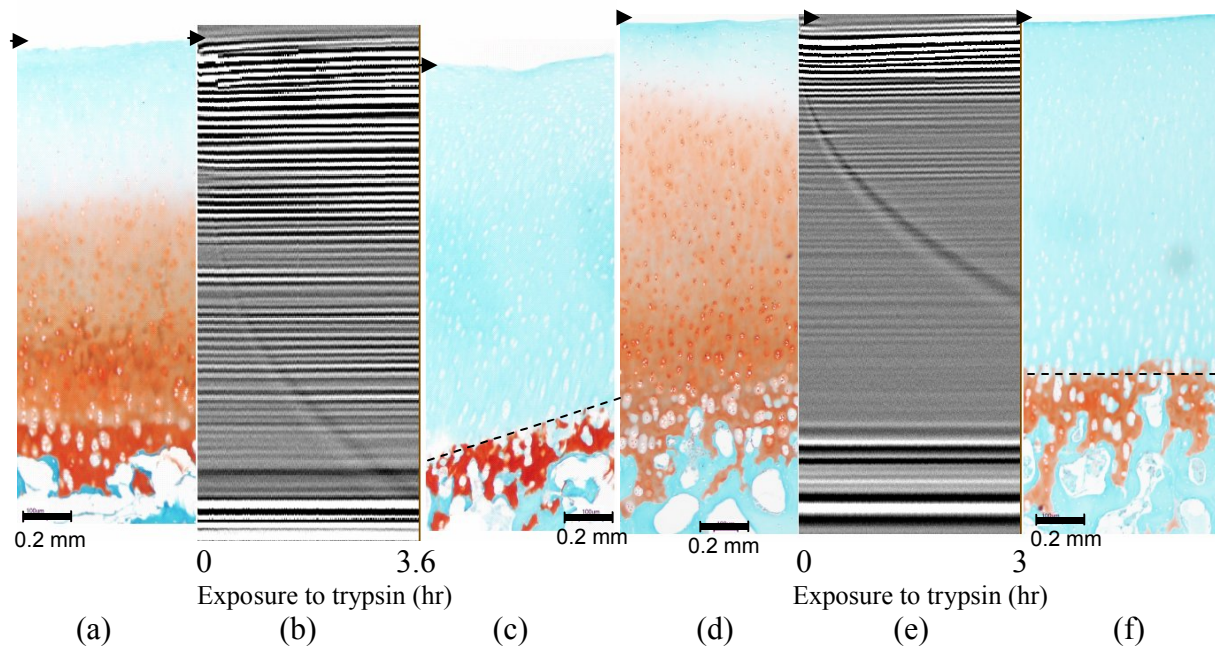 0.2 mm
0.2 mm
0.2 mm
0.2 mm
0 3.6
0 3
Exposure to trypsin (hr)
Exposure to trypsin (hr)
(a) (b) (c) (d) (e) (f)